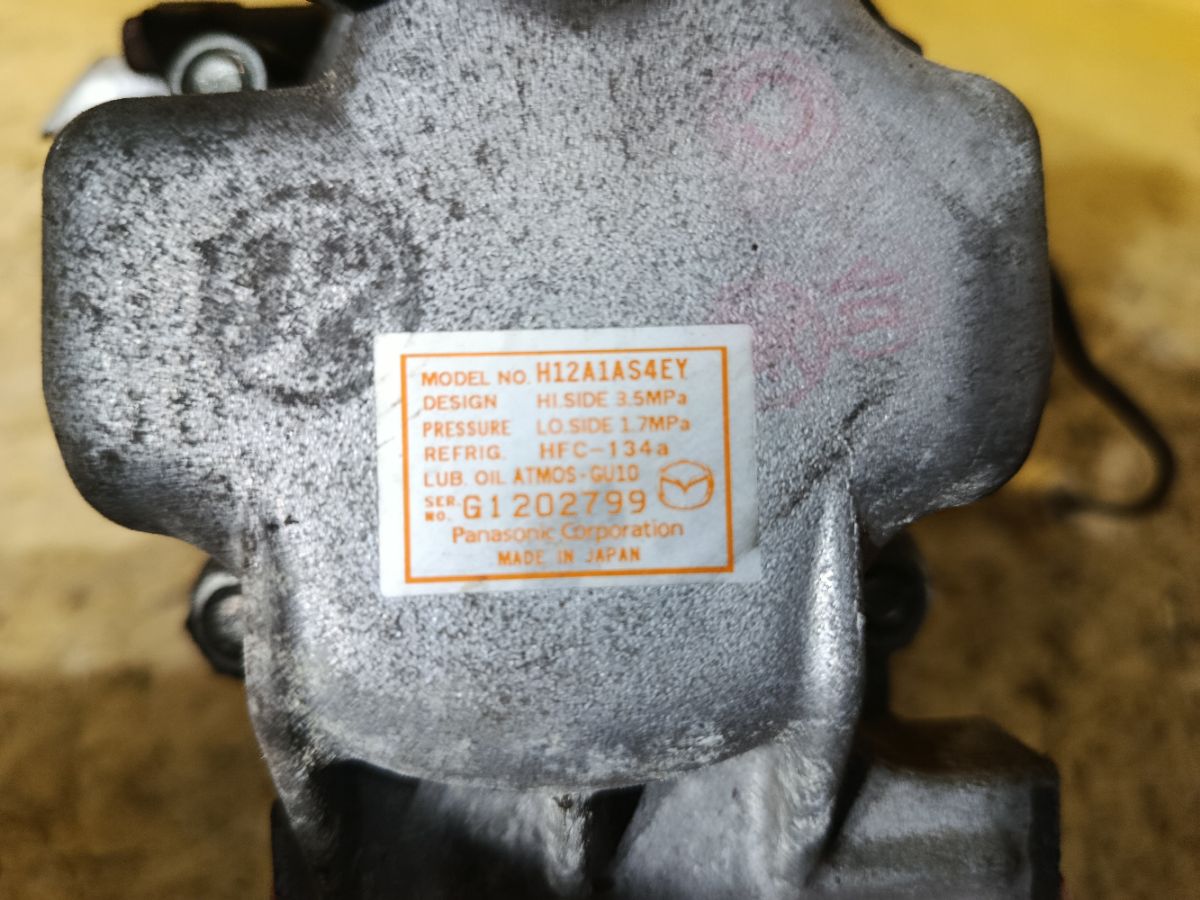 MODEL NO. H12A1AS4EY
DESIGN HI.SIDE 3.5MPa
PRESSURE LO.SIDE 1.7MPa
REFRIG. HFC-134a
LUB. OIL ATMOS-GU10
SER. NO. G1202799
Panasonic Corporation
MADE IN JAPAN